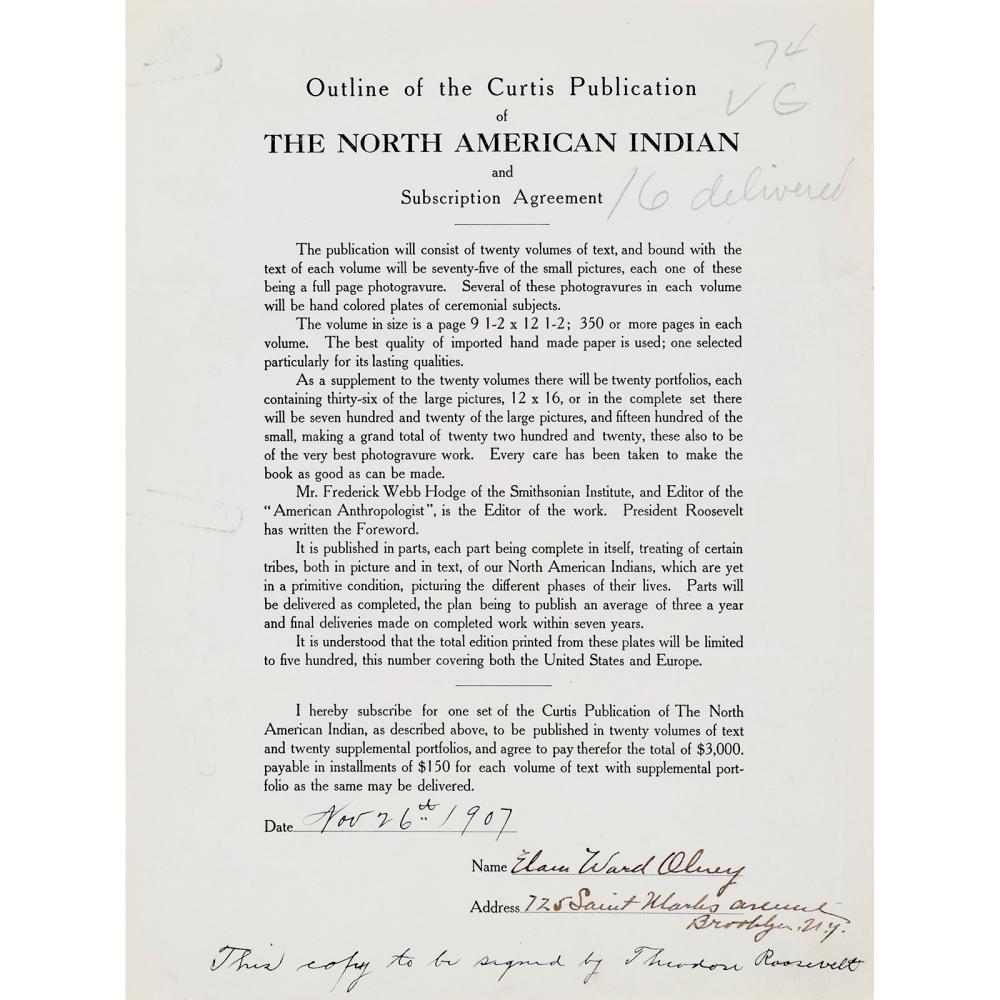 74
Outline of the Curtis Publication
VG
of
THE NORTH AMERICAN INDIAN
and
Subscription Agreement
16 delivered
The publication will consist of twenty volumes of text, and bound with the
text of each volume will be seventy-five of the small pictures, each one of these
being a full page photogravure. Several of these photogravures in each volume
will be hand colored plates of ceremonial subjects.
The volume in size is a page 9 1-2 x 12 1-2; 350 or more pages in each
volume. The best quality of imported hand made paper is used; one selected
particularly for its lasting qualities.
As a supplement to the twenty volumes there will be twenty portfolios, each
containing thirty-six of the large pictures, 12 x 16, or in the complete set there
will be seven hundred and twenty of the large pictures, and fifteen hundred of the
small, making a grand total of twenty two hundred and twenty, these also to be
of the very best photogravure work. Every care has been taken to make the
book as good as can be made.
Mr. Frederick Webb Hodge of the Smithsonian Institute, and Editor of the
"American Anthropologist", is the Editor of the work. President Roosevelt
has written the Foreword.
It is published in parts, each part being complete in itself, treating of certain
tribes, both in picture and in text, of our North American Indians, which are yet
in a primitive condition, picturing the different phases of their lives. Parts will
be delivered as completed, the plan being to publish an average of three a year
and final deliveries made on completed work within seven years.
It is understood that the total edition printed from these plates will be limited
to five hundred, this number covering both the United States and Europe.
I hereby subscribe for one set of the Curtis Publication of The North
American Indian, as described above, to be published in twenty volumes of text
and twenty supplemental portfolios, and agree to pay therefor the total of $3,000.
payable in installments of $150 for each volume of text with supplemental port-
folio as the same may be delivered.
Date Nov 26th 1907
Name Elam Ward Olney
Address 725 Saint Marks avenue
Brooklyn. N.Y.
This copy to be signed by Theodore Roosevelt